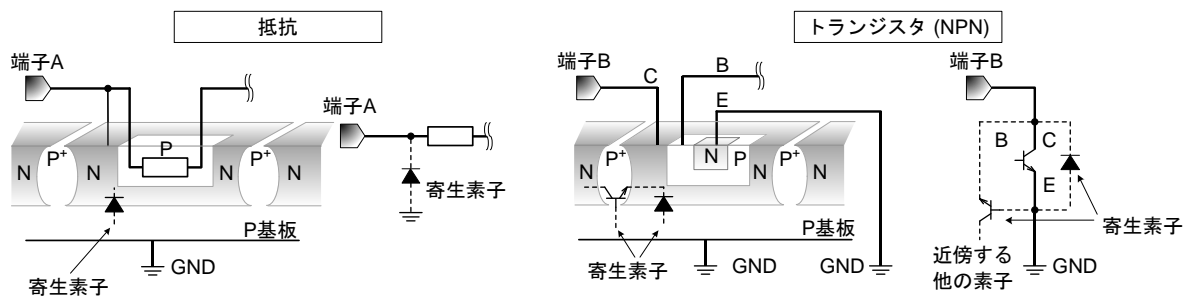 抵抗
端子A
N
P+
N
P
N
P+
N
P基板
GND
寄生素子
端子A
寄生素子
トランジスタ (NPN)
端子B
C
B
E
N
P+
N
P
N
P+
N
P基板
寄生素子
GND
GND
端子B
B
C
E
寄生素子
近傍する
他の素子
GND